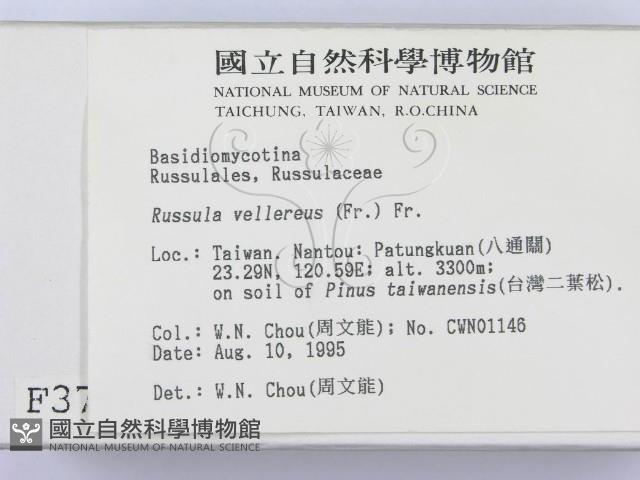 國立自然科學博物館
NATIONAL MUSEUM OF NATURAL SCIENCE
TAICHUNG, TAIWAN, R.O.CHINA
Basidiomycotina
Russulales, Russulaceae
Russula vellereus (Fr.) Fr.
Loc.: Taiwan. Nantou: Patungkuan(八通關)
23.29N, 120.59E; alt. 3300m;
on soil of Pinus taiwanensis(台灣二葉松).
Col.: W.N. Chou(周文能); No. CWN01146
Date: Aug. 10, 1995
Det.: W.N. Chou(周文能)
F37
國立自然科學博物館
NATIONAL MUSEUM OF NATURAL SCIENCE